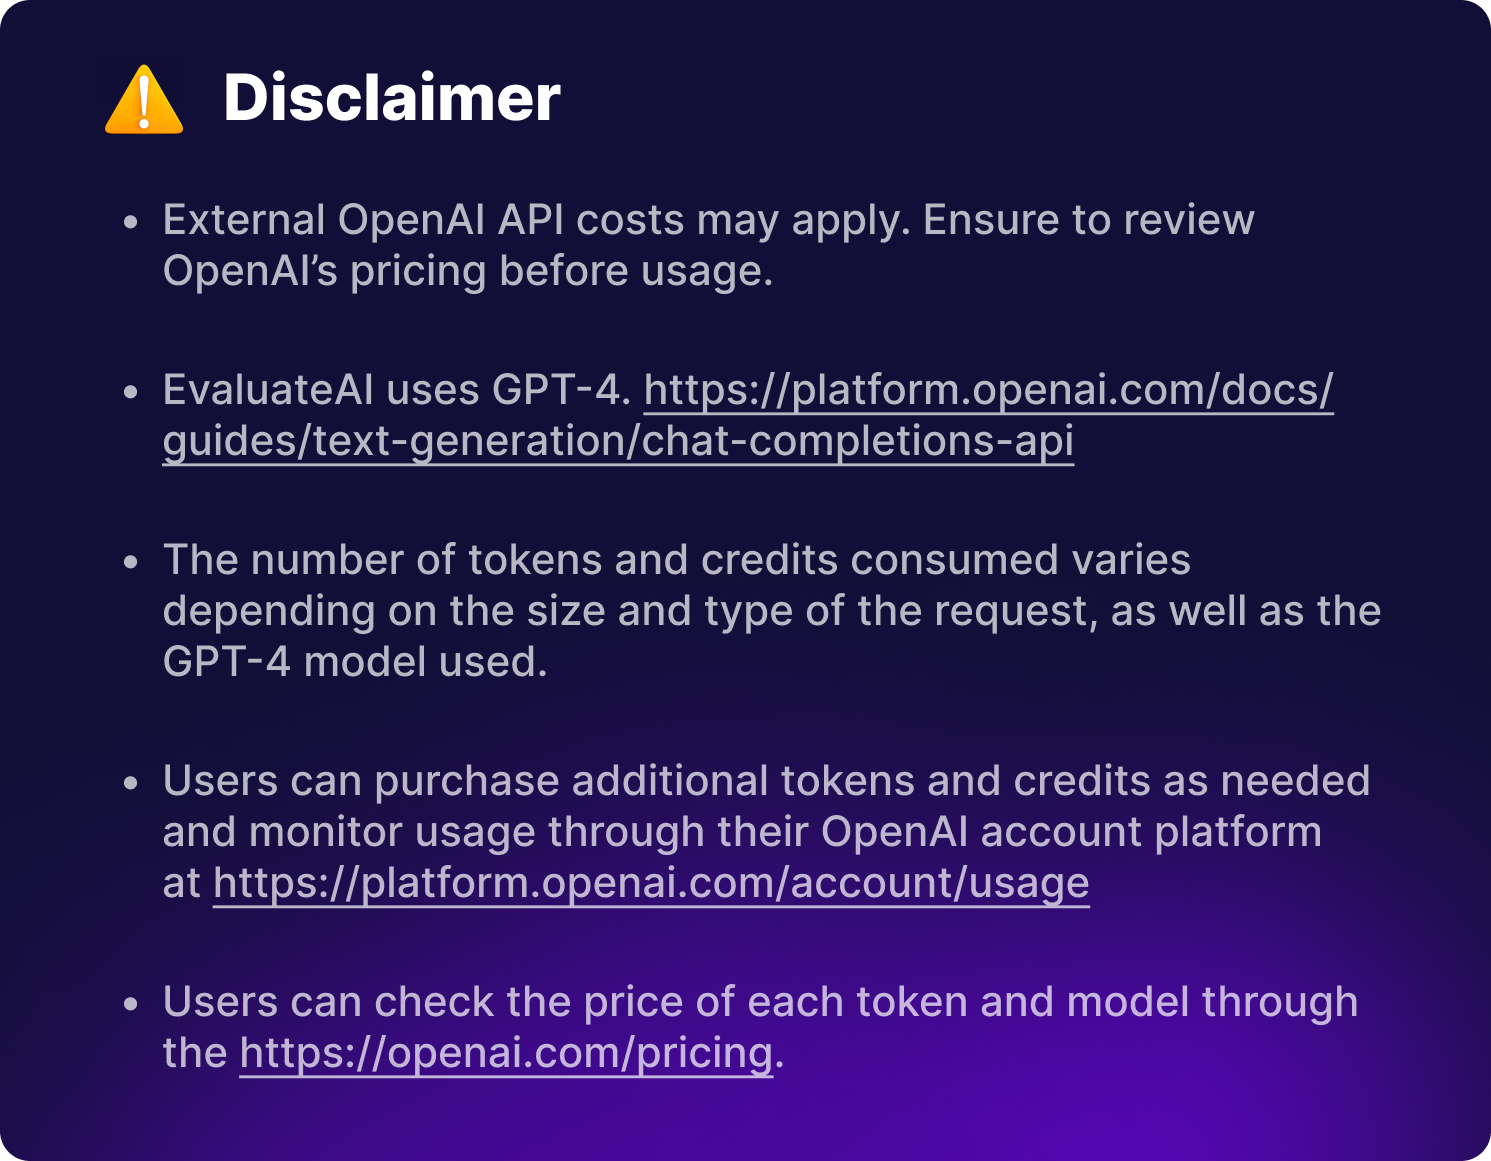 Disclaimer
• External OpenAI API costs may apply. Ensure to review
OpenAI’s pricing before usage.
• EvaluateAI uses GPT-4. https://platform.openai.com/docs/
guides/text-generation/chat-completions-api
• The number of tokens and credits consumed varies
depending on the size and type of the request, as well as the
GPT-4 model used.
• Users can purchase additional tokens and credits as needed
and monitor usage through their OpenAI account platform
at https://platform.openai.com/account/usage
• Users can check the price of each token and model through
the https://openai.com/pricing.